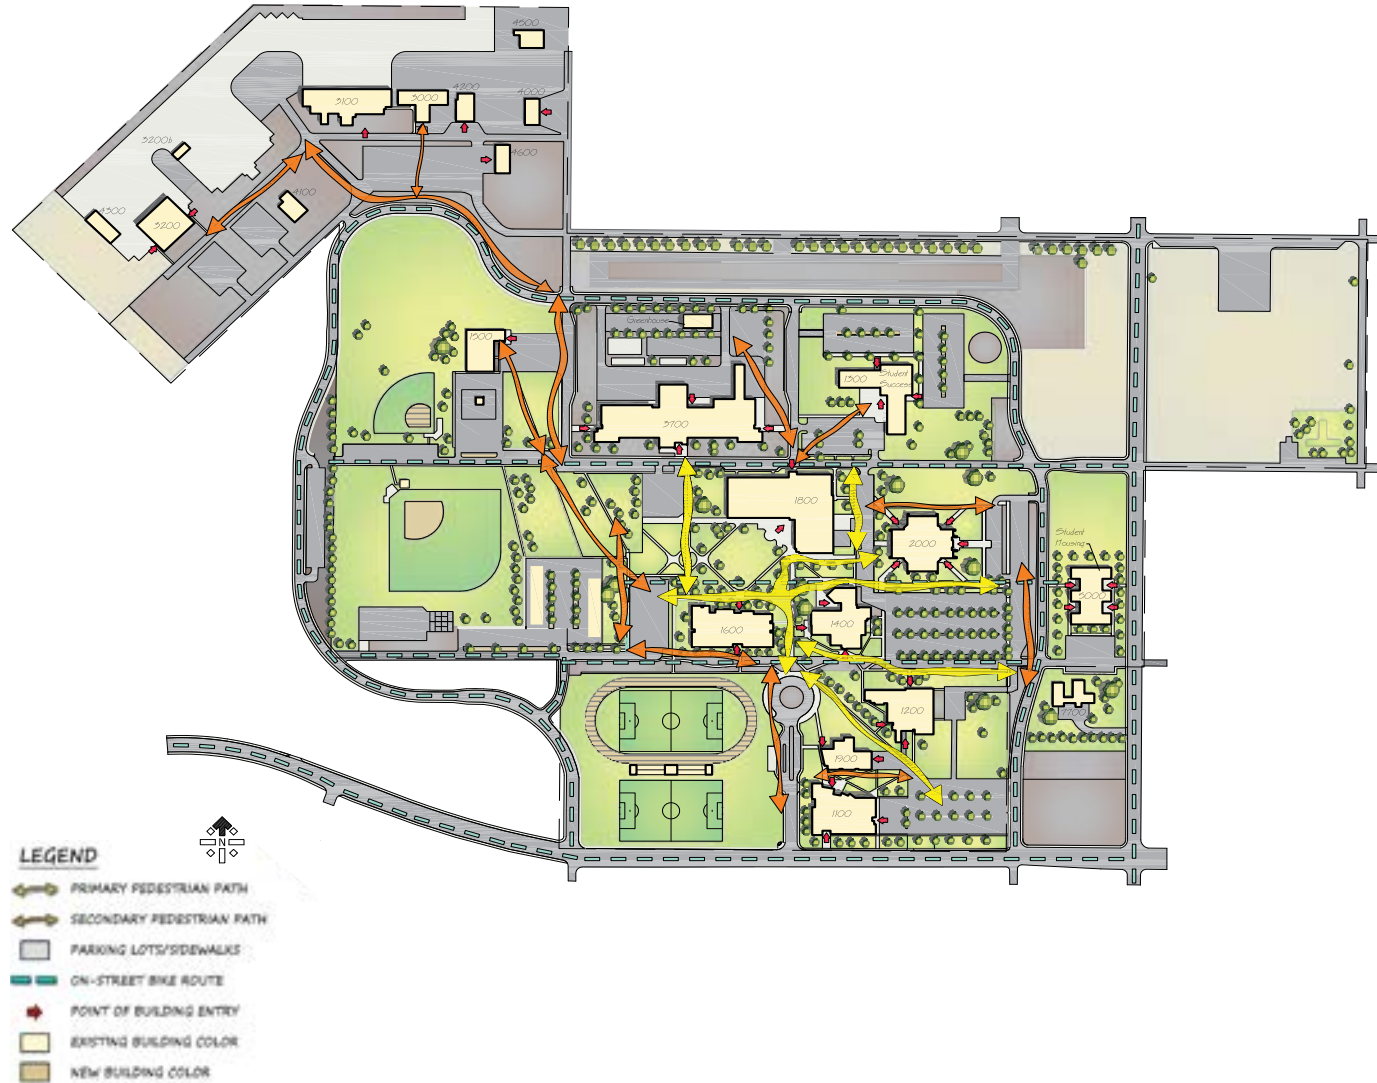 4500
3100
3000
4200
4000
3200b
4600
4100
4300
3200
Greenhouse
1500
1300
Student
Success
3700
1800
2000
Student
Housing
5000
1600
1400
1200
1900
1100
N
LEGEND
PRIMARY PEDESTRIAN PATH
SECONDARY PEDESTRIAN PATH
PARKING LOTS/SIDEWALKS
ON-STREET BIKE ROUTE
POINT OF BUILDING ENTRY
EXISTING BUILDING COLOR
NEW BUILDING COLOR